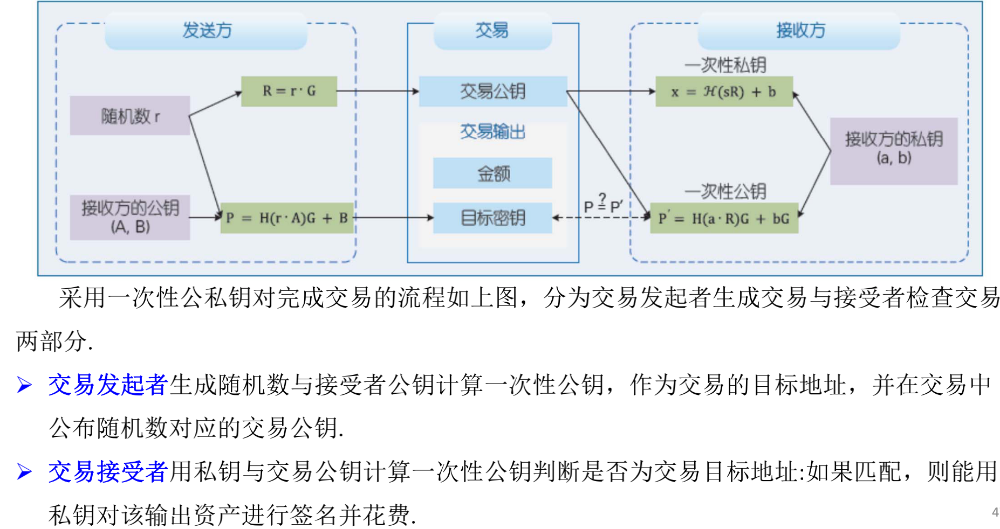 发送方
交易
接收方
一次性私钥
R = r · G
交易公钥
x = ℋ(sR) + b
随机数 r
交易输出
接收方的私钥
(a, b)
金额
一次性公钥
接收方的公钥
(A, B)
P = H(r · A)G + B
目标密钥
P ≟ P′
P′ = H(a · R)G + bG
采用一次性公私钥对完成交易的流程如上图，分为交易发起者生成交易与接受者检查交易
两部分.
➢ 交易发起者生成随机数与接受者公钥计算一次性公钥，作为交易的目标地址，并在交易中
公布随机数对应的交易公钥.
➢ 交易接受者用私钥与交易公钥计算一次性公钥判断是否为交易目标地址:如果匹配，则能用
私钥对该输出资产进行签名并花费.
4